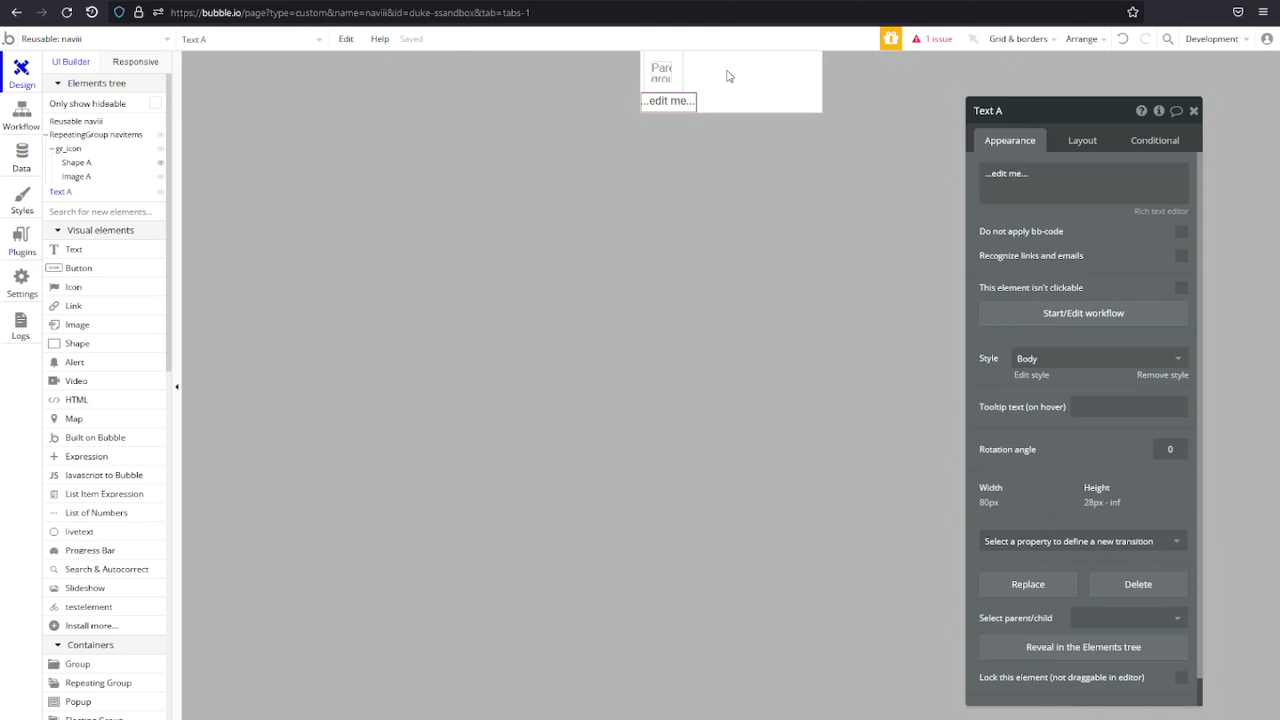 https://bubble.io/page?type=custom&name=naviii&id=duke-ssandbox&tab=tabs-1
Reusable: naviii
Text A
Edit
Help
Saved
1 issue
Grid & borders
Arrange
Development
Design
Workflow
Data
Styles
Plugins
Settings
Logs
UI Builder
Responsive
Elements tree
Only show hideable
Reusable naviii
RepeatingGroup navitems
gr_icon
Shape A
Image A
Text A
Search for new elements...
Visual elements
Text
Button
Icon
Link
Image
Shape
Alert
Video
HTML
Map
Built on Bubble
Expression
Javascript to Bubble
List Item Expression
List of Numbers
livetext
Progress Bar
Search & Autocorrect
Slideshow
testelement
Install more...
Containers
Group
Repeating Group
Popup
Pare
grou
...edit me...
Text A
Appearance
Layout
Conditional
...edit me...
Rich text editor
Do not apply bb-code
Recognize links and emails
This element isn't clickable
Start/Edit workflow
Style
Body
Edit style
Remove style
Tooltip text (on hover)
Rotation angle
0
Width
Height
80px
28px - inf
Select a property to define a new transition
Replace
Delete
Select parent/child
Reveal in the Elements tree
Lock this element (not draggable in editor)